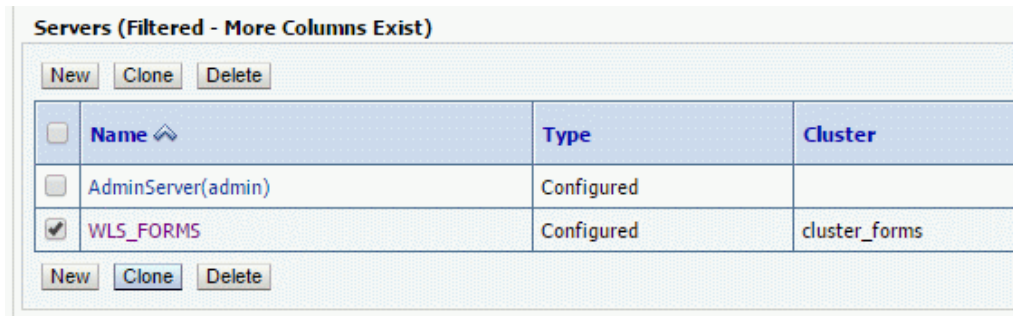 Servers (Filtered - More Columns Exist)
New Clone Delete
Name Type Cluster
AdminServer(admin) Configured
WLS_FORMS Configured cluster_forms
New Clone Delete